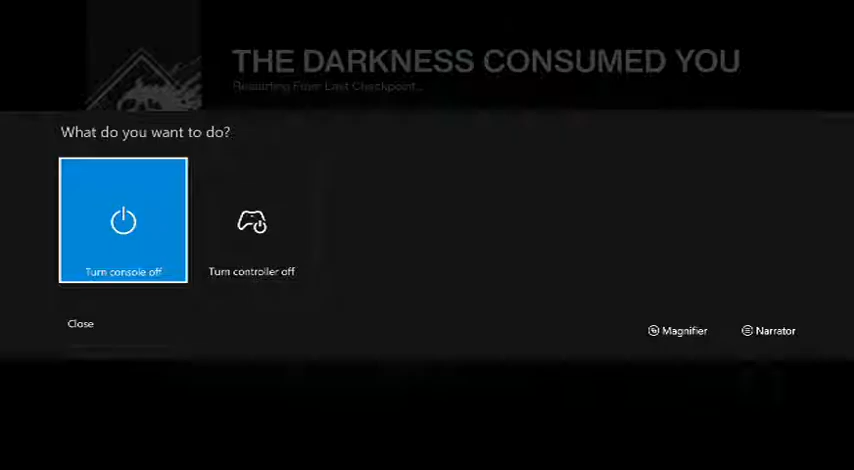 THE DARKNESS CONSUMED YOU
Restarting From Last Checkpoint...
What do you want to do?
Turn console off
Turn controller off
Close
Magnifier
Narrator